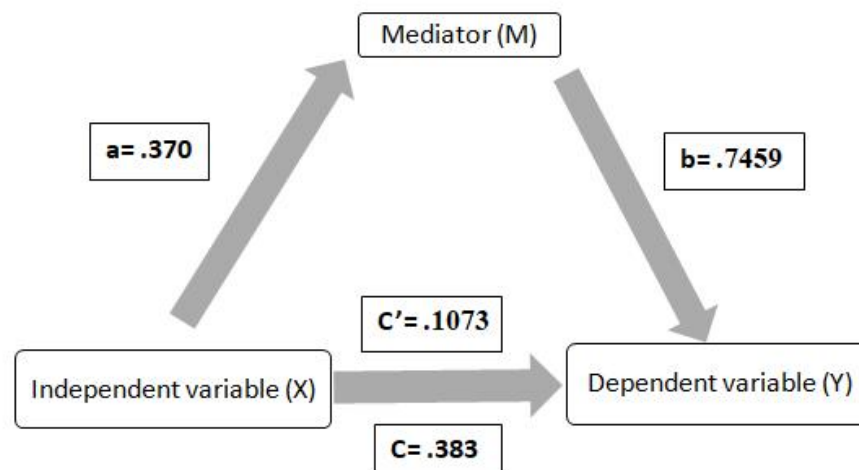 Mediator (M)
a= .370
b= .7459
C’= .1073
Independent variable (X)
Dependent variable (Y)
C= .383